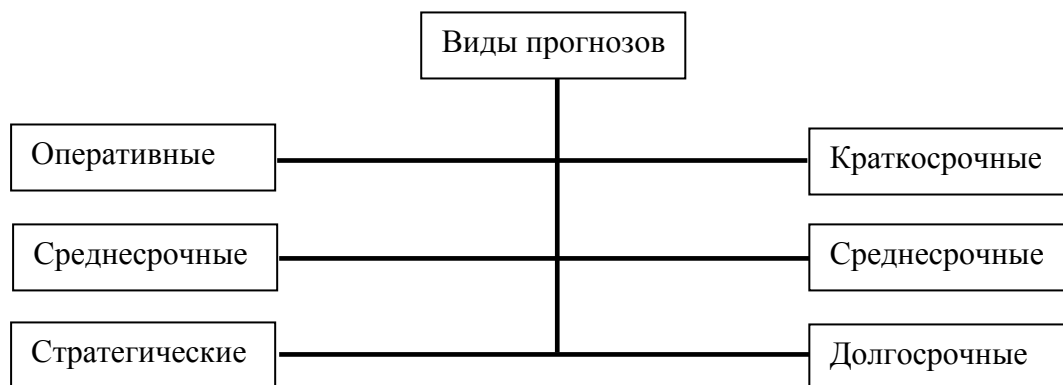 Виды прогнозов
Оперативные
Краткосрочные
Среднесрочные
Среднесрочные
Стратегические
Долгосрочные